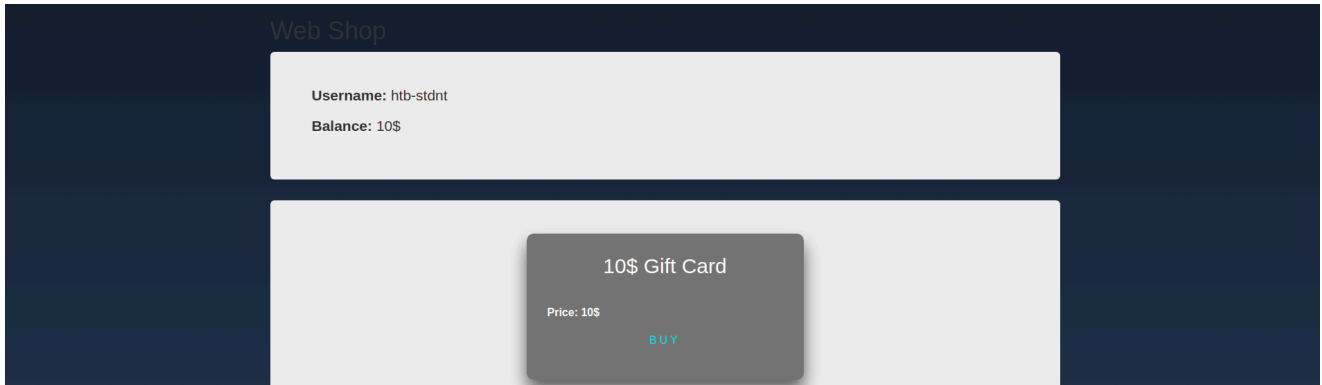 Web Shop
Username: htb-stdnt
Balance: 10$
10$ Gift Card
Price: 10$
BUY